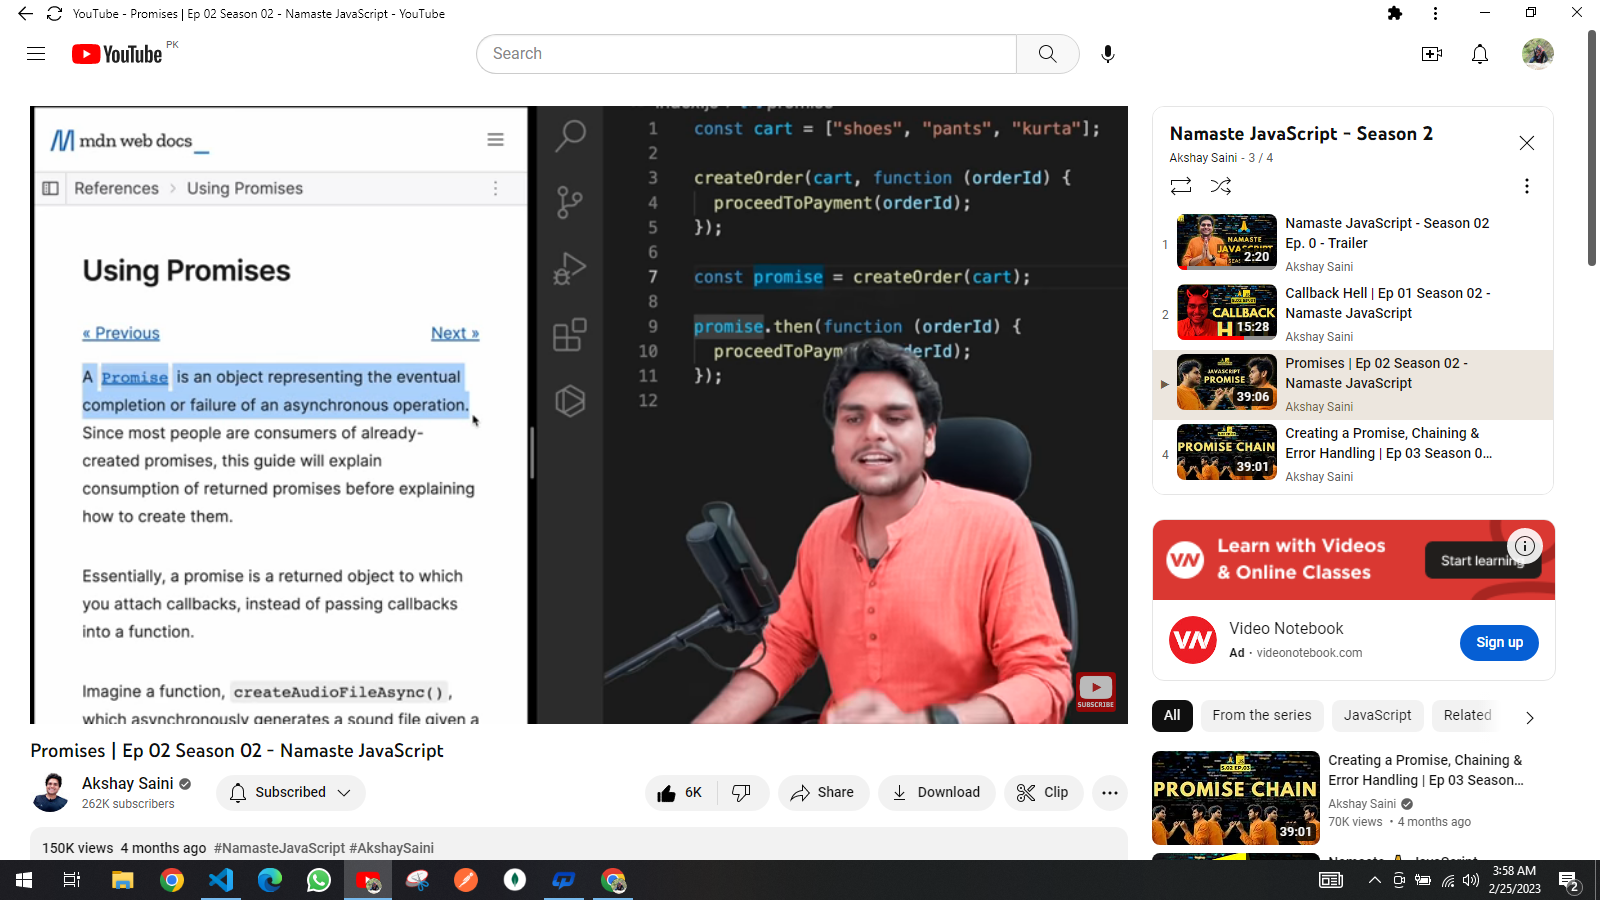 YouTube - Promises | Ep 02 Season 02 - Namaste JavaScript - YouTube
YouTube PK
Search
mdn web docs_
References > Using Promises
Using Promises
« Previous
Next »
A Promise is an object representing the eventual
completion or failure of an asynchronous operation.
Since most people are consumers of already-
created promises, this guide will explain
consumption of returned promises before explaining
how to create them.
Essentially, a promise is a returned object to which
you attach callbacks, instead of passing callbacks
into a function.
Imagine a function, createAudioFileAsync(),
which asynchronously generates a sound file given a
1 const cart = ["shoes", "pants", "kurta"];
2
3 createOrder(cart, function (orderId) {
4 proceedToPayment(orderId);
5 });
6
7 const promise = createOrder(cart);
8
9 promise.then(function (orderId) {
10 proceedToPaym erId);
11 });
12
SUBSCRIBE
Promises | Ep 02 Season 02 - Namaste JavaScript
Akshay Saini
262K subscribers
Subscribed
6K
Share
Download
Clip
150K views 4 months ago #NamasteJavaScript #AkshaySaini
Namaste JavaScript - Season 2
Akshay Saini - 3 / 4
1
NAMASTE
2:20
Namaste JavaScript - Season 02
Ep. 0 - Trailer
Akshay Saini
2
CALLBACK
15:28
Callback Hell | Ep 01 Season 02 -
Namaste JavaScript
Akshay Saini
JAVASCRIPT
PROMISE
39:06
Promises | Ep 02 Season 02 -
Namaste JavaScript
Akshay Saini
4
PROMISE CHAIN
39:01
Creating a Promise, Chaining &
Error Handling | Ep 03 Season 0...
Akshay Saini
VN
Learn with Videos
& Online Classes
Start learning
VN
Video Notebook
Ad · videonotebook.com
Sign up
All
From the series
JavaScript
Related
S.02 EP.03
PROMISE CHAIN
39:01
Creating a Promise, Chaining &
Error Handling | Ep 03 Season...
Akshay Saini
70K views • 4 months ago
Namaste 🙏 JavaScript
3:58 AM
2/25/2023
2